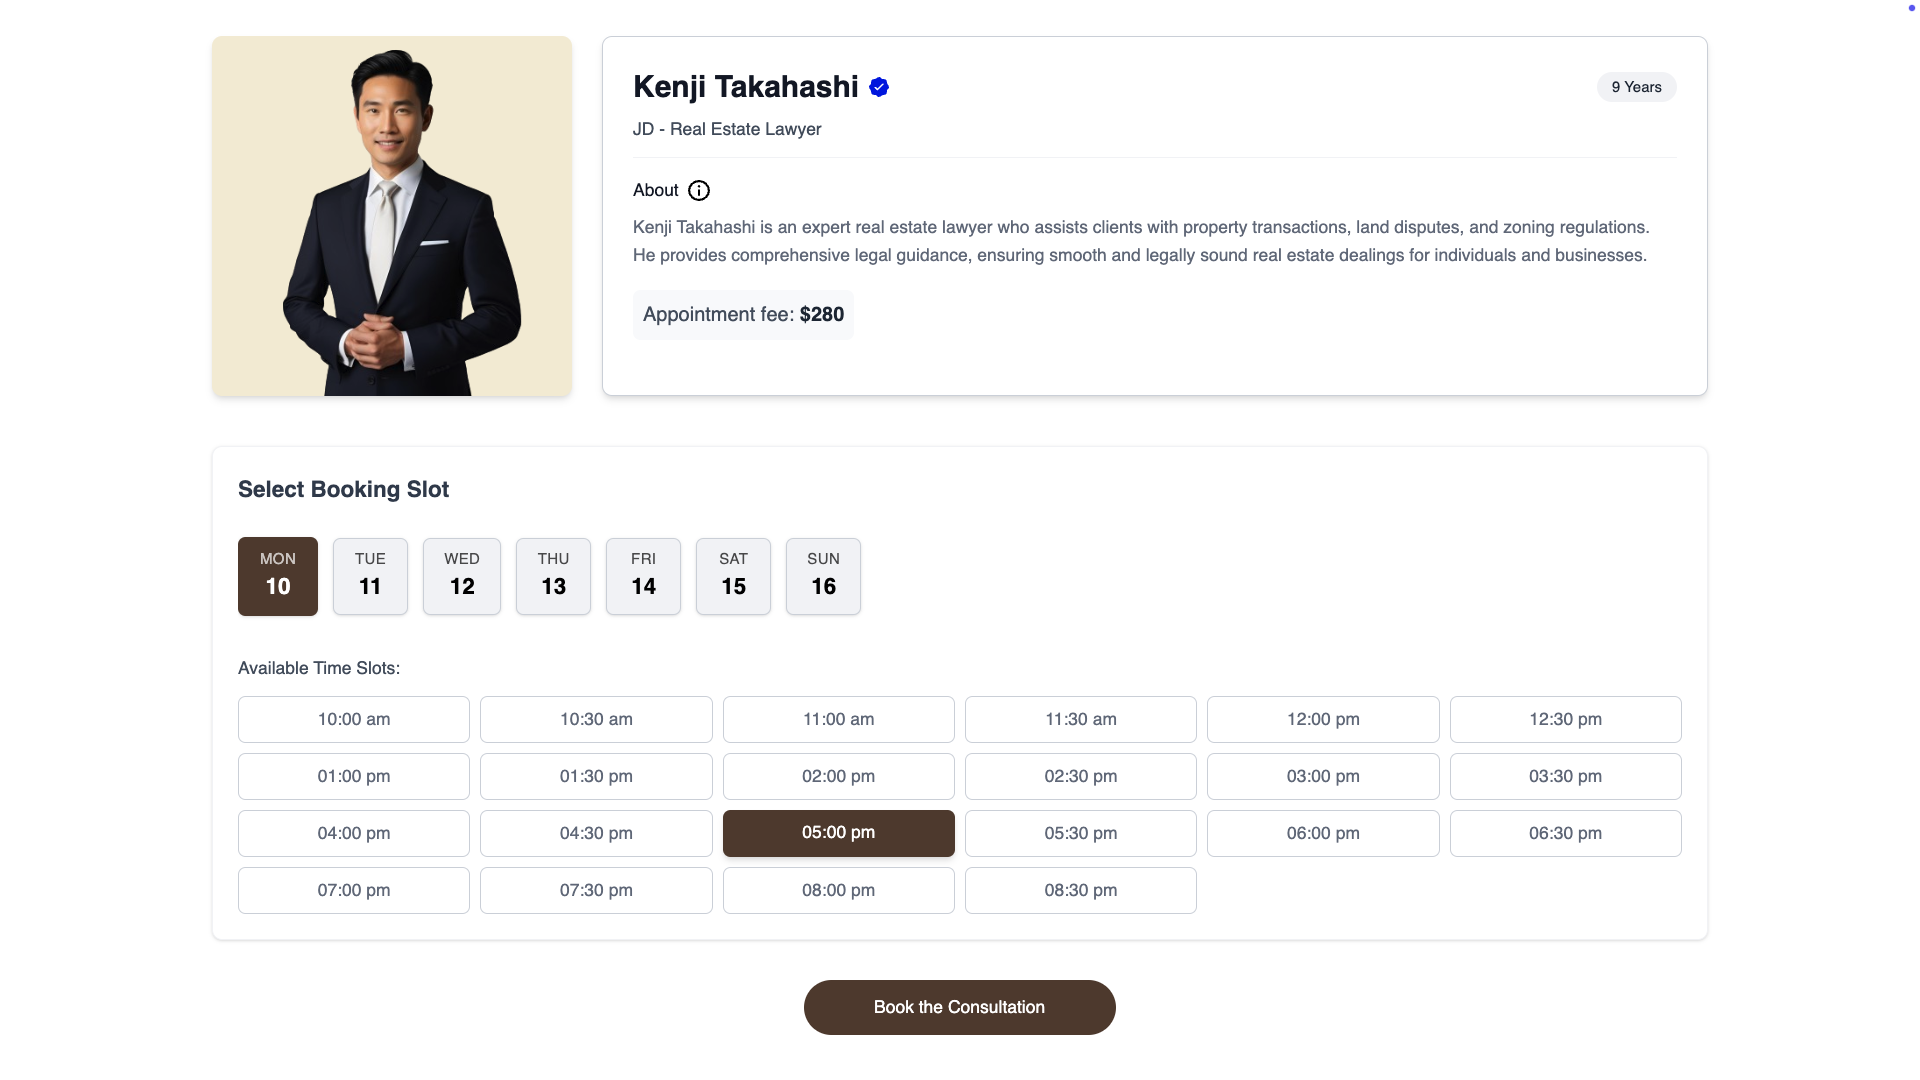 Kenji Takahashi
9 Years
JD - Real Estate Lawyer
About
Kenji Takahashi is an expert real estate lawyer who assists clients with property transactions, land disputes, and zoning regulations.
He provides comprehensive legal guidance, ensuring smooth and legally sound real estate dealings for individuals and businesses.
Appointment fee: $280
Select Booking Slot
MON TUE WED THU FRI SAT SUN
10 11 12 13 14 15 16
Available Time Slots:
10:00 am 10:30 am 11:00 am 11:30 am 12:00 pm 12:30 pm
01:00 pm 01:30 pm 02:00 pm 02:30 pm 03:00 pm 03:30 pm
04:00 pm 04:30 pm 05:00 pm 05:30 pm 06:00 pm 06:30 pm
07:00 pm 07:30 pm 08:00 pm 08:30 pm
Book the Consultation